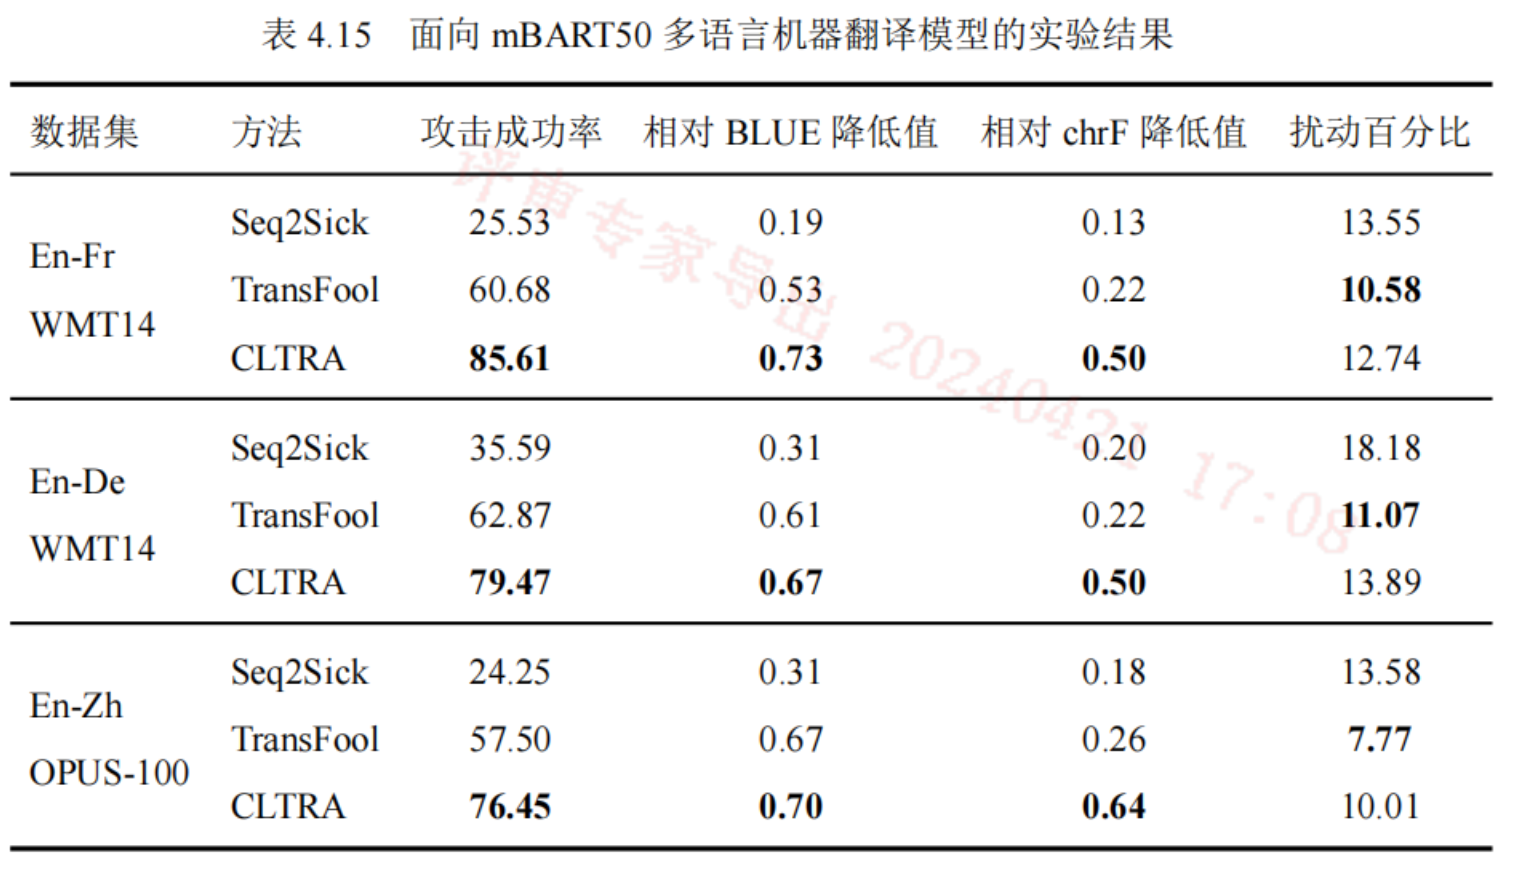 表 4.15 面向 mBART50 多语言机器翻译模型的实验结果
数据集 方法 攻击成功率 相对 BLUE 降低值 相对 chrF 降低值 扰动百分比
En-Fr WMT14
Seq2Sick 25.53 0.19 0.13 13.55
TransFool 60.68 0.53 0.22 10.58
CLTRA 85.61 0.73 0.50 12.74
En-De WMT14
Seq2Sick 35.59 0.31 0.20 18.18
TransFool 62.87 0.61 0.22 11.07
CLTRA 79.47 0.67 0.50 13.89
En-Zh OPUS-100
Seq2Sick 24.25 0.31 0.18 13.58
TransFool 57.50 0.67 0.26 7.77
CLTRA 76.45 0.70 0.64 10.01
评审专家导出 20240421 17:08